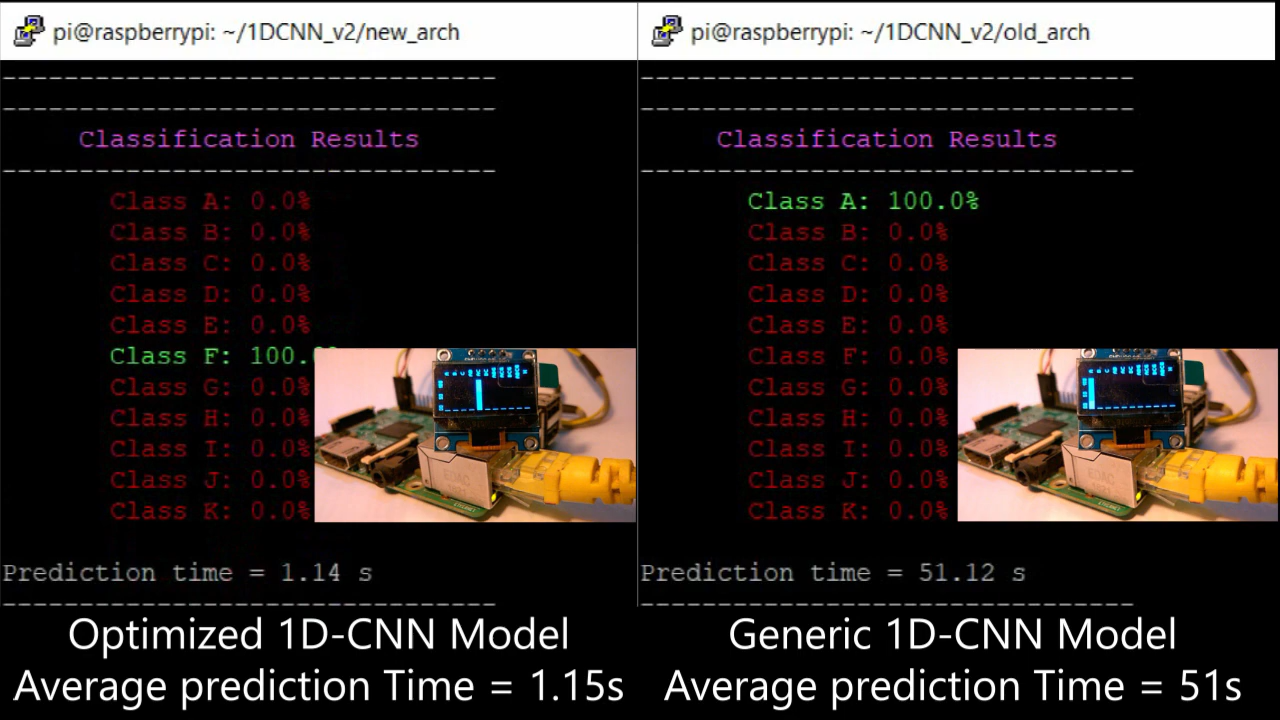 pi@raspberrypi: ~/1DCNN_v2/new_arch
--------------------------------
--------------------------------
Classification Results
--------------------------------
Class A: 0.0%
Class B: 0.0%
Class C: 0.0%
Class D: 0.0%
Class E: 0.0%
Class F: 100.
Class G: 0.0%
Class H: 0.0%
Class I: 0.0%
Class J: 0.0%
Class K: 0.0%
Prediction time = 1.14 s
--------------------------------
Optimized 1D-CNN Model
Average prediction Time = 1.15s
pi@raspberrypi: ~/1DCNN_v2/old_arch
--------------------------------
--------------------------------
Classification Results
--------------------------------
Class A: 100.0%
Class B: 0.0%
Class C: 0.0%
Class D: 0.0%
Class E: 0.0%
Class F: 0.0%
Class G: 0.0%
Class H: 0.0%
Class I: 0.0%
Class J: 0.0%
Class K: 0.0%
Prediction time = 51.12 s
--------------------------------
Generic 1D-CNN Model
Average prediction Time = 51s